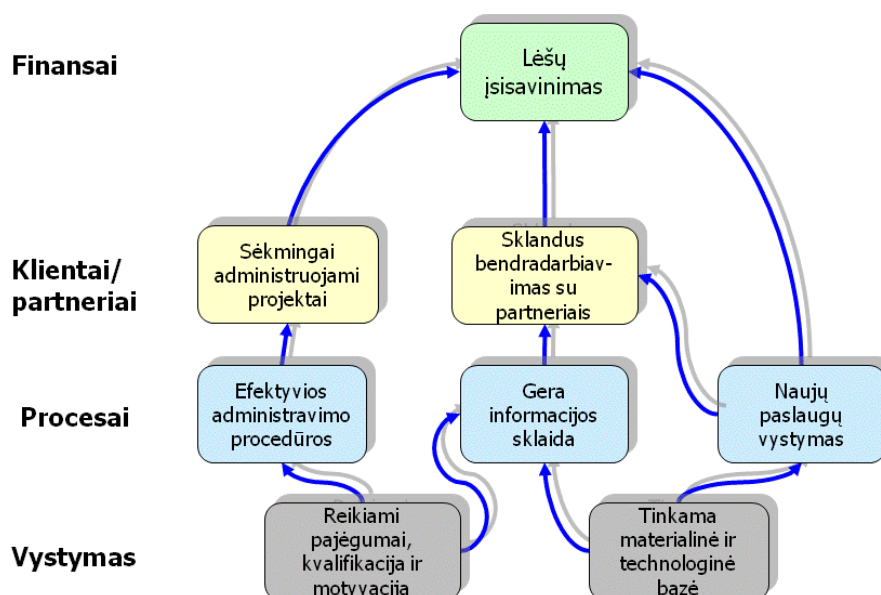 Finansai
Lėšų
įsisavinimas
Klientai/
partneriai
Sėkmingai
administruojami
projektai
Sklandus
bendradarbiav-
imas su
partneriais
Procesai
Efektyvios
administravimo
procedūros
Gera
informacijos
sklaida
Naujų
paslaugų
vystymas
Vystymas
Reikiami
pajėgumai,
kvalifikacija ir
motyvacija
Tinkama
materialinė ir
technologinė
bazė